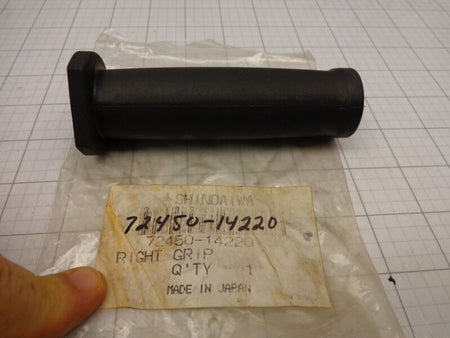 SHINDAIWA
72450-14220
72450-14220
RIGHT GRIP
Q'TY 1
MADE IN JAPAN